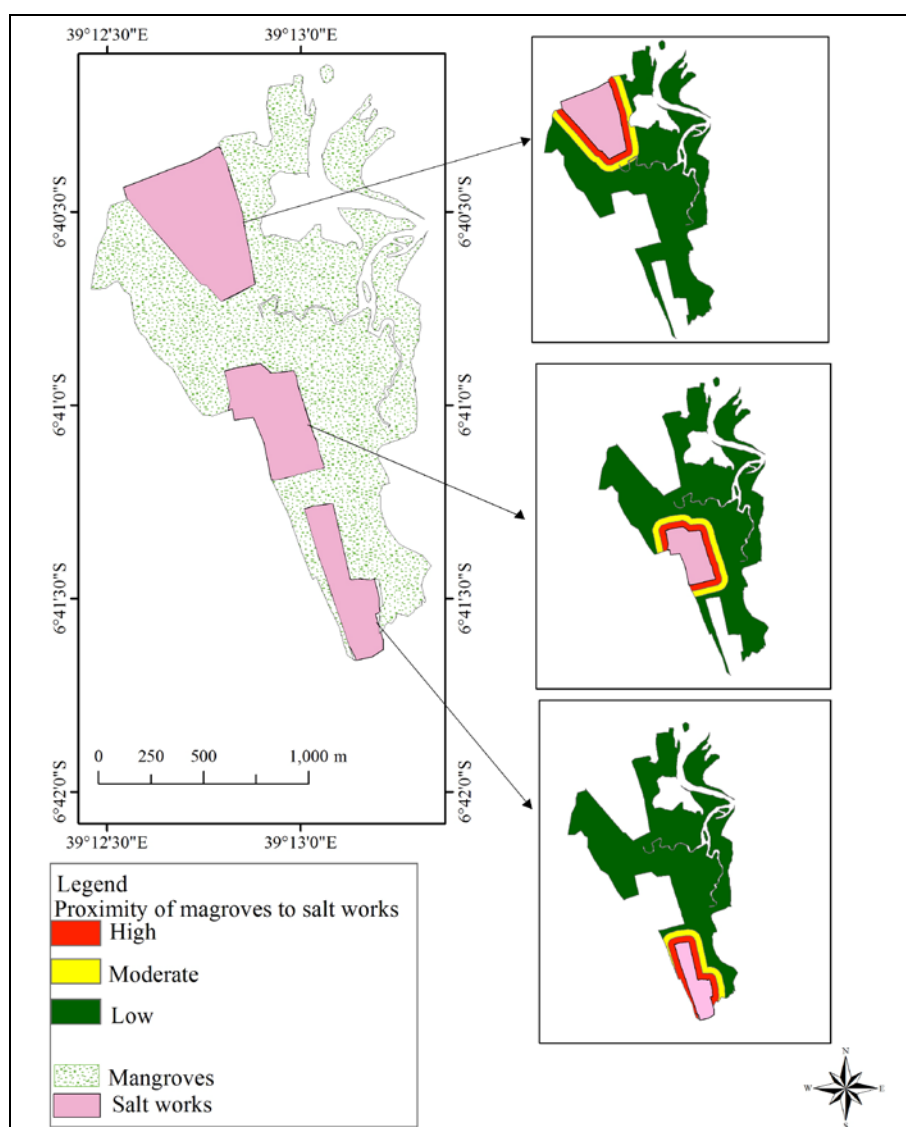 39°12'30"E 39°13'0"E
6°40'30"S 6°40'30"S
6°41'0"S 6°41'0"S
6°41'30"S 6°41'30"S
0 250 500 1,000 m
6°42'0"S 6°42'0"S
39°12'30"E 39°13'0"E
Legend
Proximity of magroves to salt works
High
Moderate
Low
Mangroves
Salt works
N
W E
S